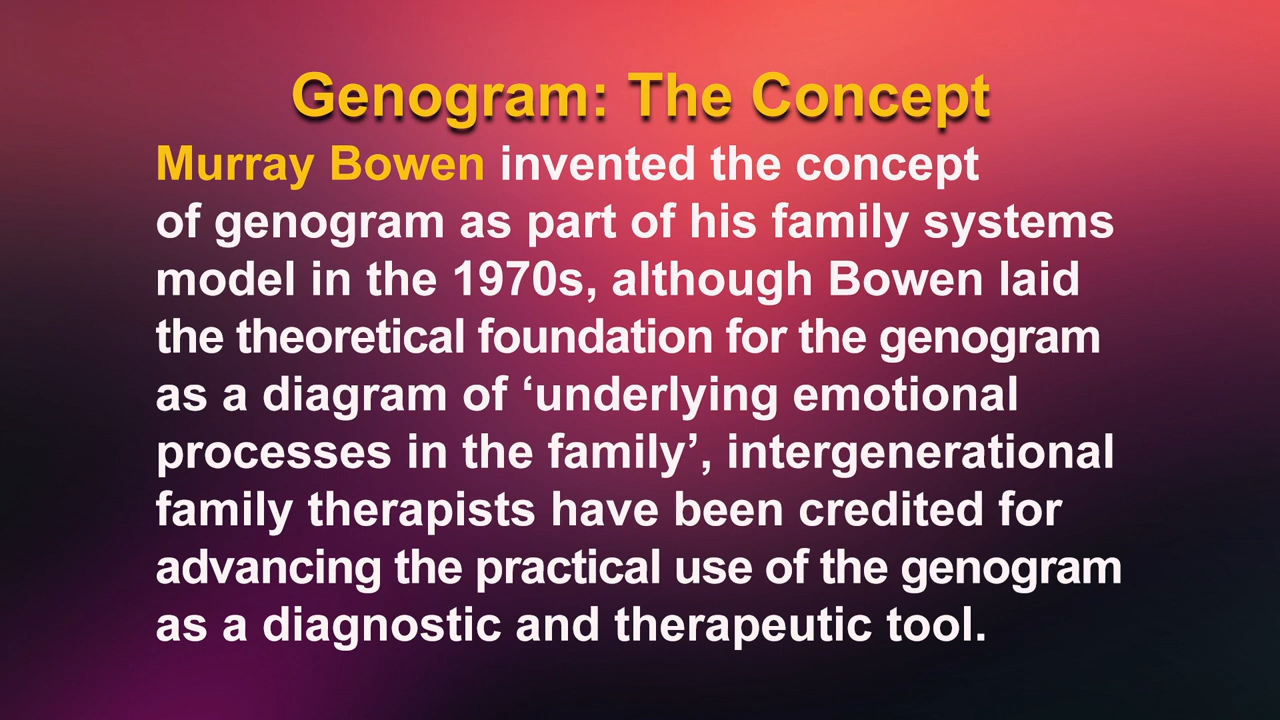 Genogram: The Concept
Murray Bowen invented the concept
of genogram as part of his family systems
model in the 1970s, although Bowen laid
the theoretical foundation for the genogram
as a diagram of ‘underlying emotional
processes in the family’, intergenerational
family therapists have been credited for
advancing the practical use of the genogram
as a diagnostic and therapeutic tool.